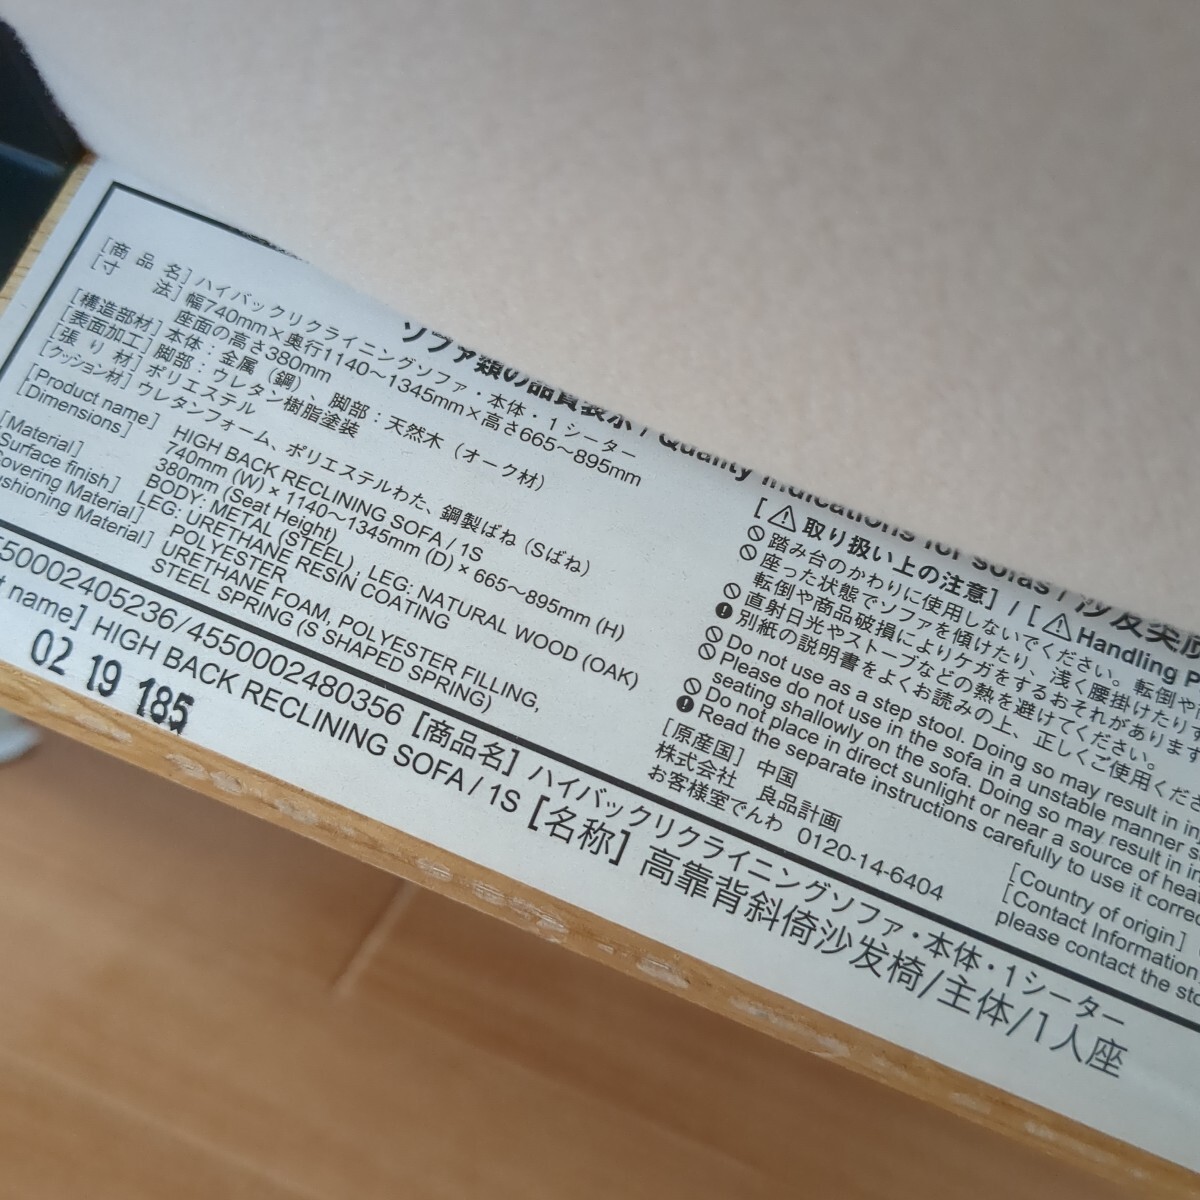 ソファ類の品質表示 / Quality indications for sofas /
[商品名] ハイバックリクライニングソファ・本体・1シーター
[寸法] 幅740mm×奥行1140~1345mm×高さ665~895mm
座面の高さ380mm
[構造部材] 本体:金属(鋼)、脚部:天然木(オーク材)
[表面加工] 脚部:ウレタン樹脂塗装
[張り材] ポリエステル
[クッション材] ウレタンフォーム、ポリエステルわた、鋼製ばね(Sばね)
[Product name] HIGH BACK RECLINING SOFA / 1S
[Dimensions] 740mm (W) × 1140~1345mm (D) × 665~895mm (H)
380mm (Seat Height)
[Material] BODY: METAL (STEEL), LEG: NATURAL WOOD (OAK)
Surface finish] LEG: URETHANE RESIN COATING
overing Material] POLYESTER
shioning Material] URETHANE FOAM, POLYESTER FILLING,
STEEL SPRING (S SHAPED SPRING)
[⚠取り扱い上の注意] / [⚠Handling P
踏み台のかわりに使用しないでください。転倒や
座った状態でソファを傾けたり、浅く腰掛けたりす
転倒や商品破損によりケガをするおそれがあります
直射日光やストーブなどの熱を避けてください。
別紙の説明書をよくお読みの上、正しくご使用くだ
Do not use as a step stool. Doing so may result in
Please do not use in the sofa in a unstable manner s
seating shallowly on the sofa. Doing so may result in in
Do not place in direct sunlight or near a source of hea
Read the separate instructions carefully to use it correc
[原産国] 中国
株式会社 良品計画
お客様室でんわ 0120-14-6404
[Country of origin]
[Contact Information
please contact the sto
50002405236/4550002480356 [商品名] ハイバックリクライニングソファ・本体・1シーター
t name] HIGH BACK RECLINING SOFA / 1S [名称] 高靠背斜倚沙发椅/主体/1人座
02 19 185